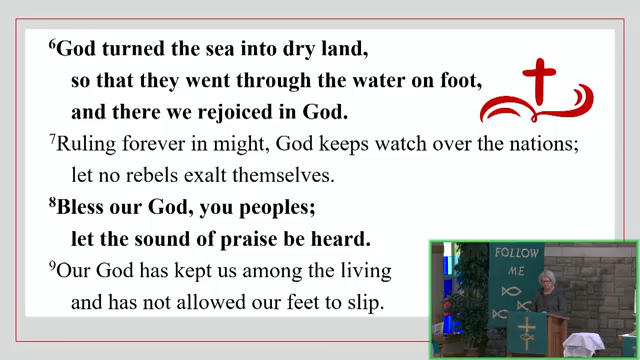 ⁶God turned the sea into dry land,
so that they went through the water on foot,
and there we rejoiced in God.
⁷Ruling forever in might, God keeps watch over the nations;
let no rebels exalt themselves.
⁸Bless our God, you peoples;
let the sound of praise be heard.
⁹Our God has kept us among the living
and has not allowed our feet to slip.
FOLLOW
ME